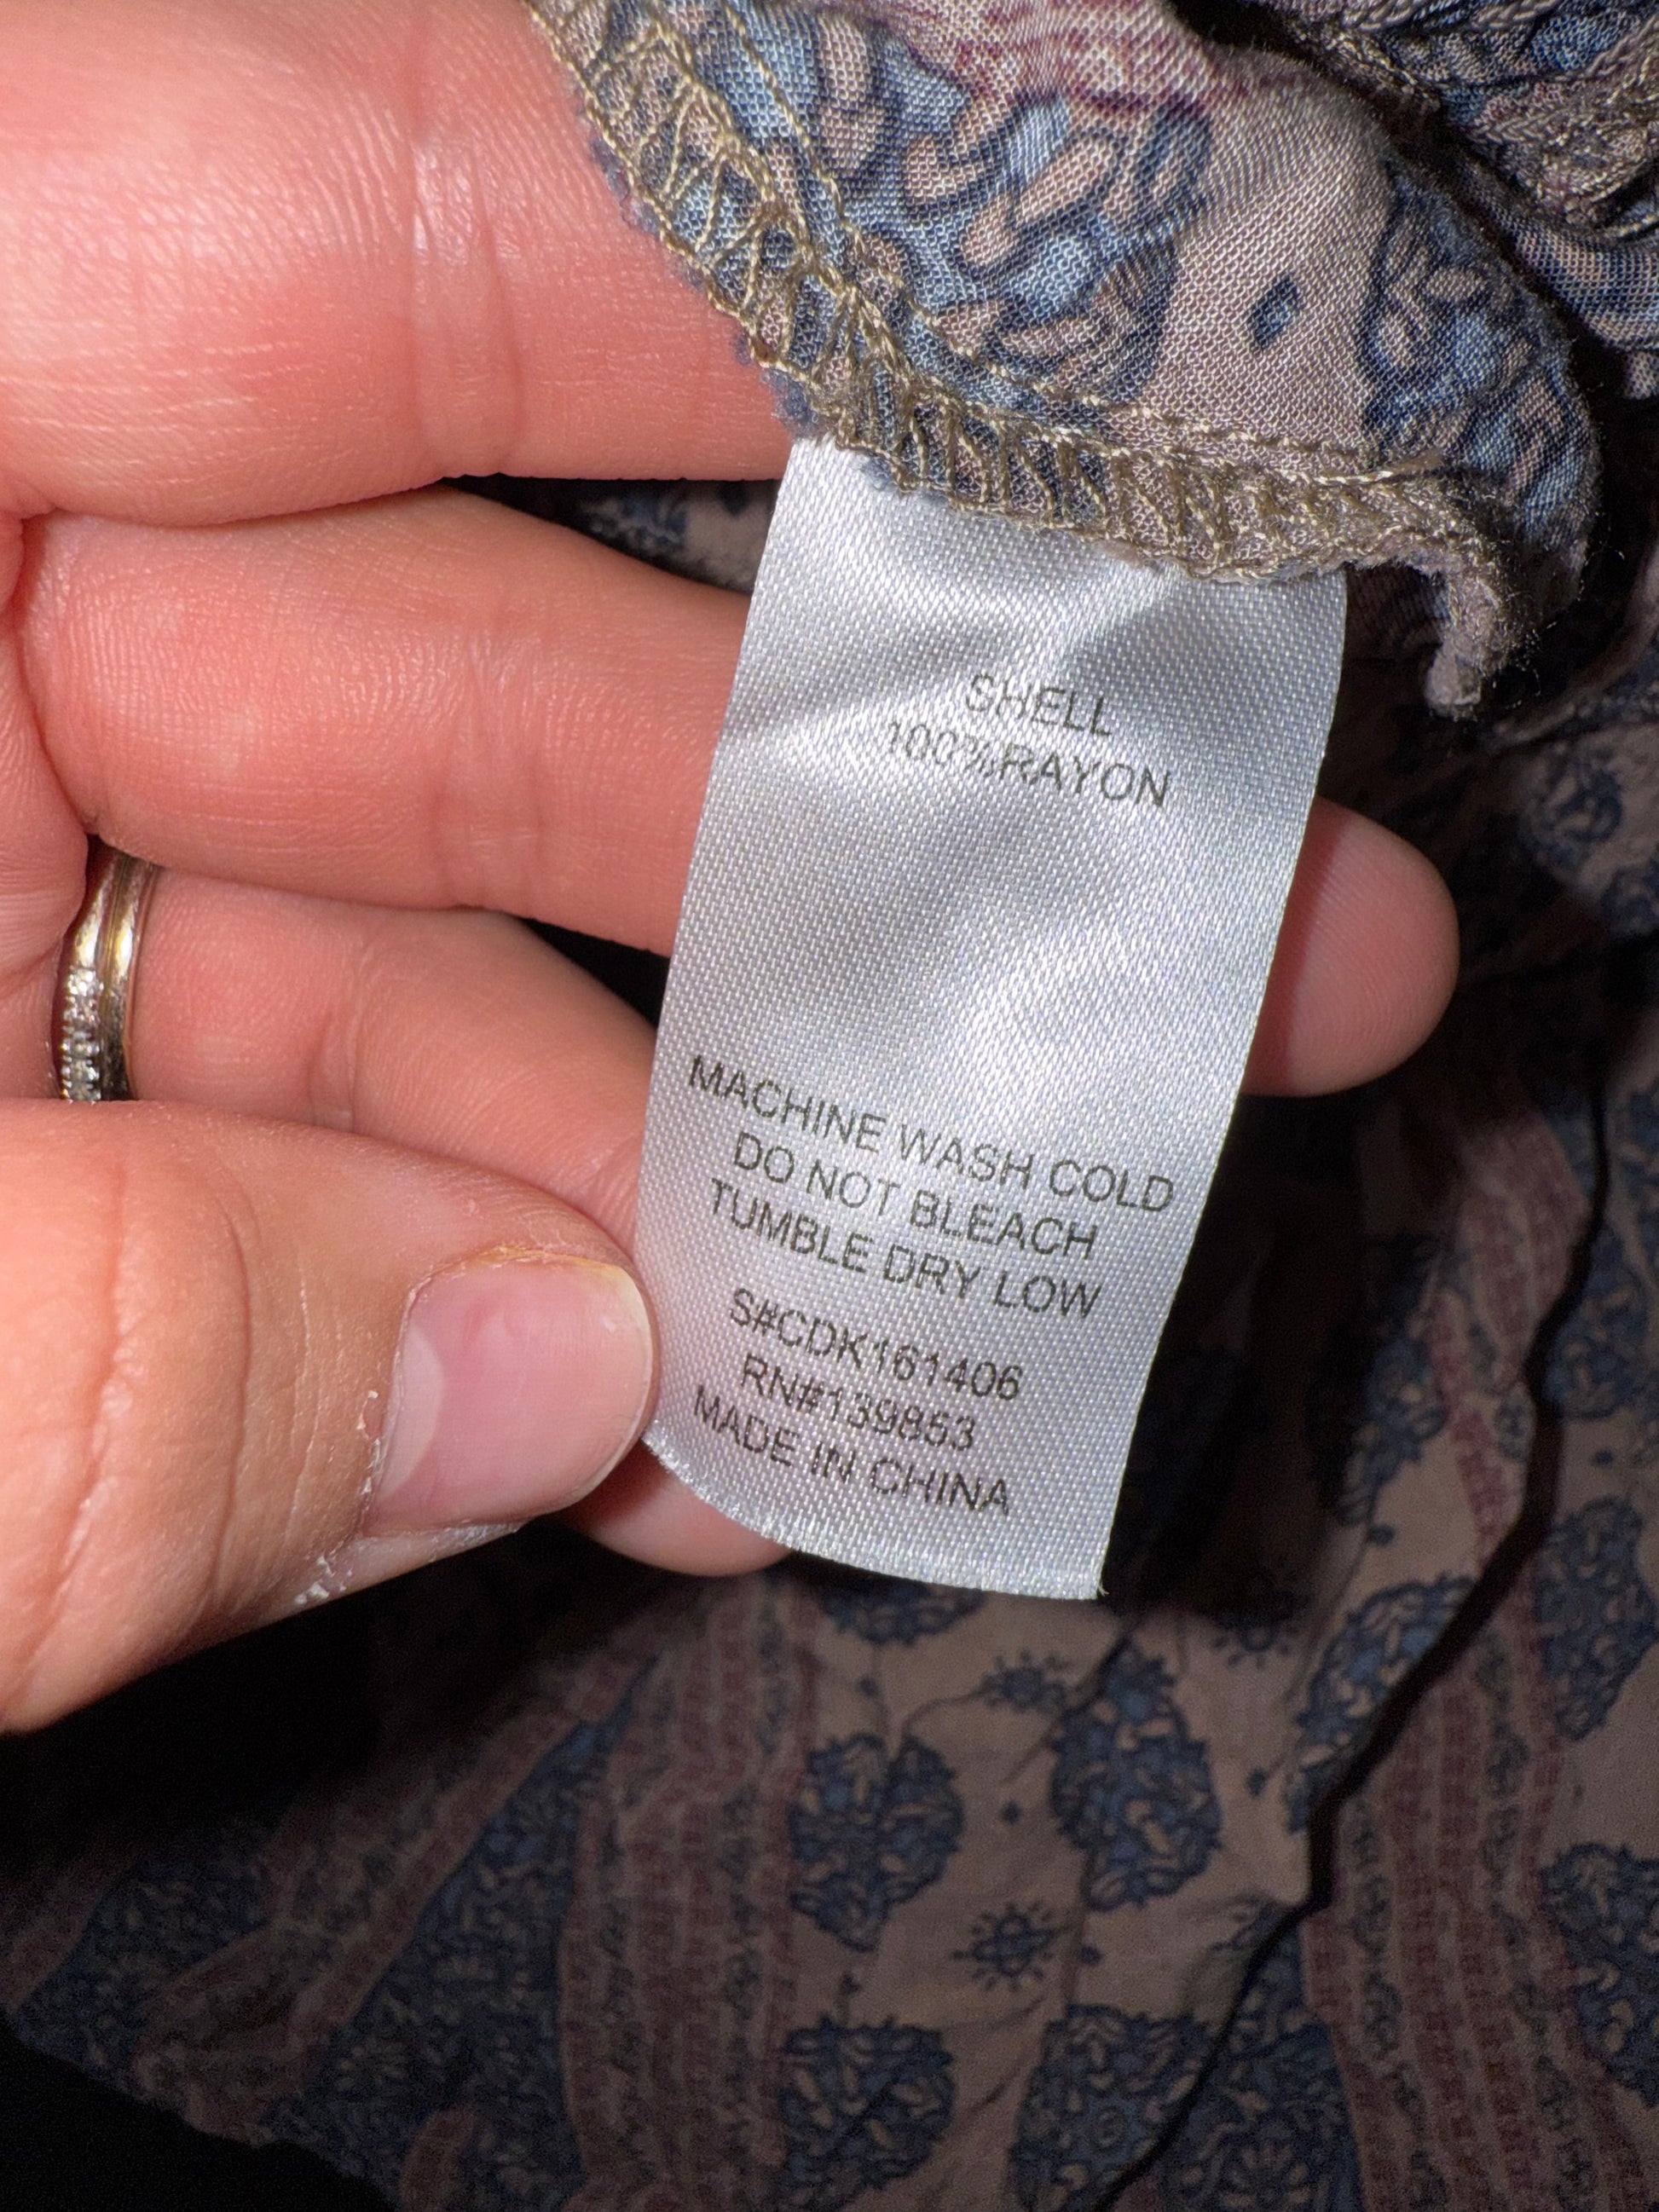 SHELL
100%RAYON
MACHINE WASH COLD
DO NOT BLEACH
TUMBLE DRY LOW
S#CDK161406
RN#139853
MADE IN CHINA